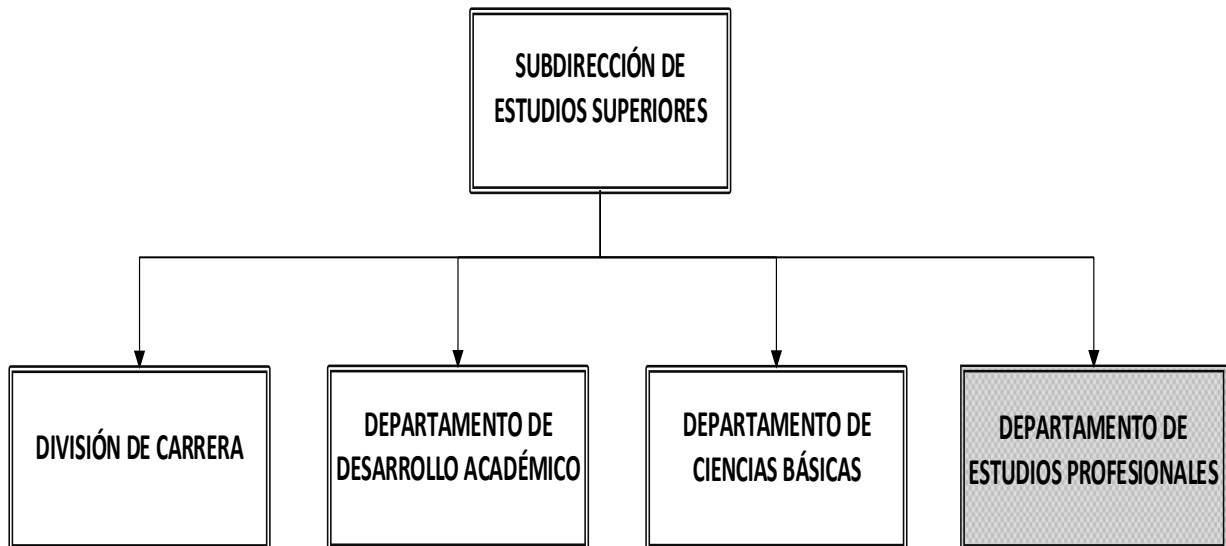 SUBDIRECCIÓN DE
ESTUDIOS SUPERIORES
DIVISIÓN DE CARRERA
DEPARTAMENTO DE
DESARROLLO ACADÉMICO
DEPARTAMENTO DE
CIENCIAS BÁSICAS
DEPARTAMENTO DE
ESTUDIOS PROFESIONALES